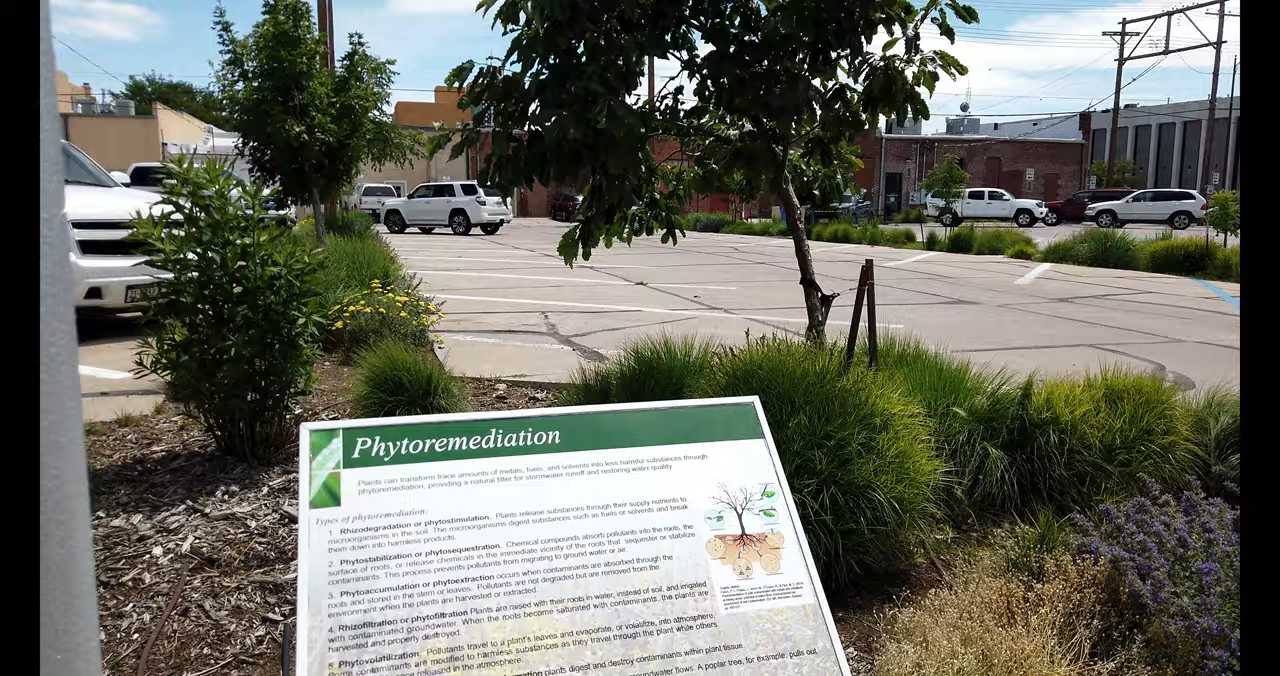 Phytoremediation
Plants can transform trace amounts of metals, fuels, and solvents into less harmful substances through
phytoremediation, providing a natural filter for stormwater runoff and restoring water quality
Types of phytoremediation:
1. Rhizodegradation or phytostimulation. Plants release substances through their supply nutrients to
microorganisms in the soil. The microorganisms digest substances such as fuels or solvents and break
them down into harmless products.
2. Phytostabilization or phytosequestration. Chemical compounds absorb pollutants into the roots, the
surface of roots, or release chemicals in the immediate vicinity of the roots that sequester or stabilize
contaminants. This process prevents pollutants from migrating to ground water or air.
3. Phytoaccumulation or phytoextraction occurs when contaminants are absorbed through the
roots and stored in the stem or leaves. Pollutants are not degraded but are removed from the
environment when the plants are harvested or extracted.
4. Rhizofiltration or phytofiltration Plants are raised with their roots in water, instead of soil, and irrigated
with contaminated groundwater. When the roots become saturated with contaminants, the plants are
harvested and properly destroyed.
5. Phytovolatilization. Pollutants travel to a plant's leaves and evaporate, or volatilize, into atmosphere.
Some contaminants are modified to harmless substances as they travel through the plant while others
released in the atmosphere.
plants digest and destroy contaminants within plant tissue.
groundwater flows. A poplar tree, for example, pulls out